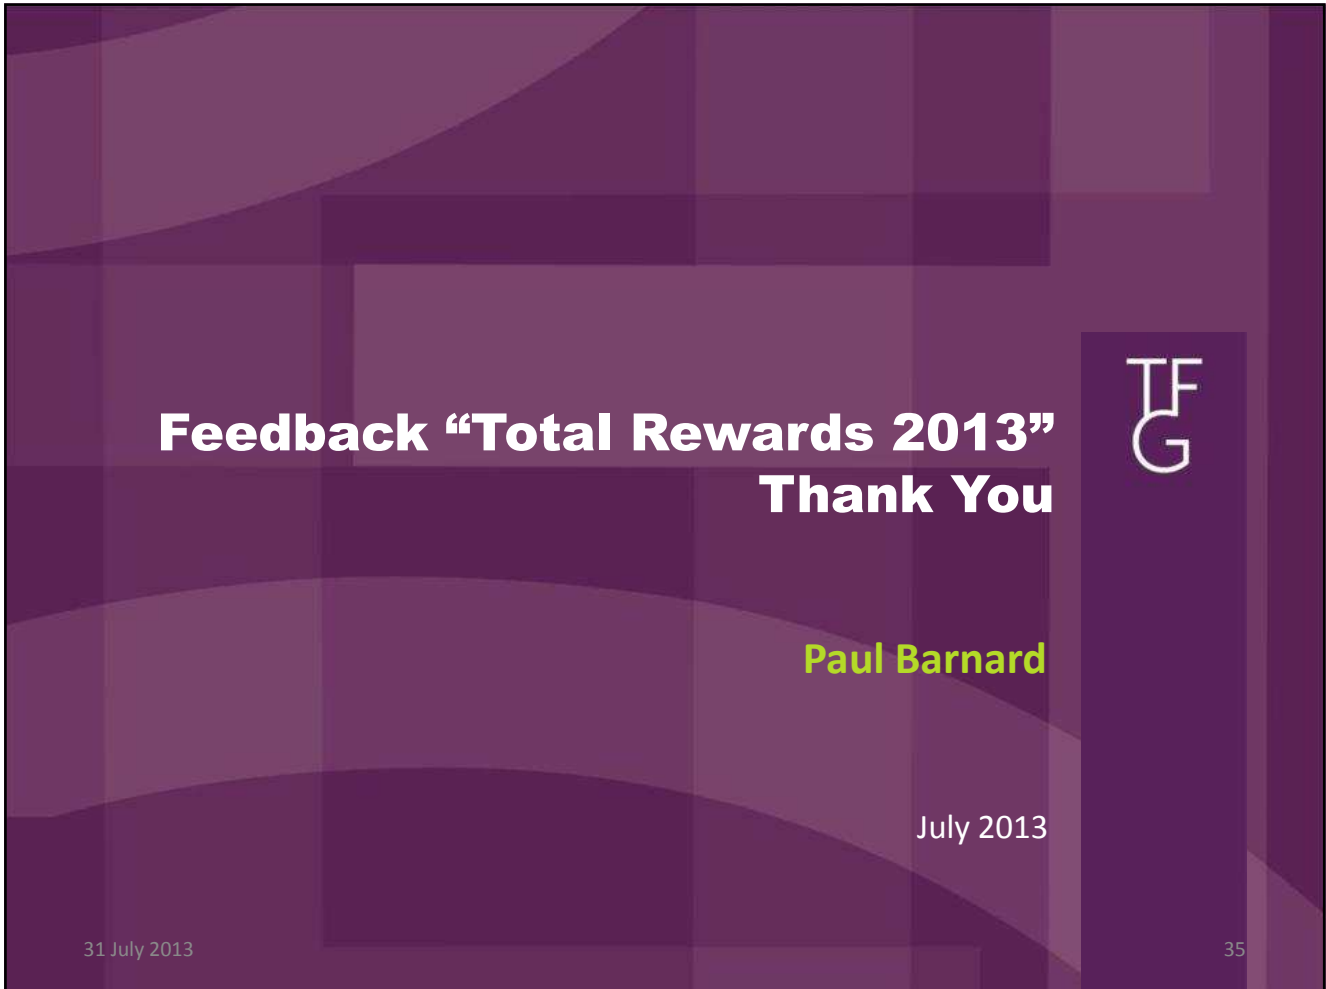 TFG
Feedback “Total Rewards 2013”
Thank You
Paul Barnard
July 2013
31 July 2013
35